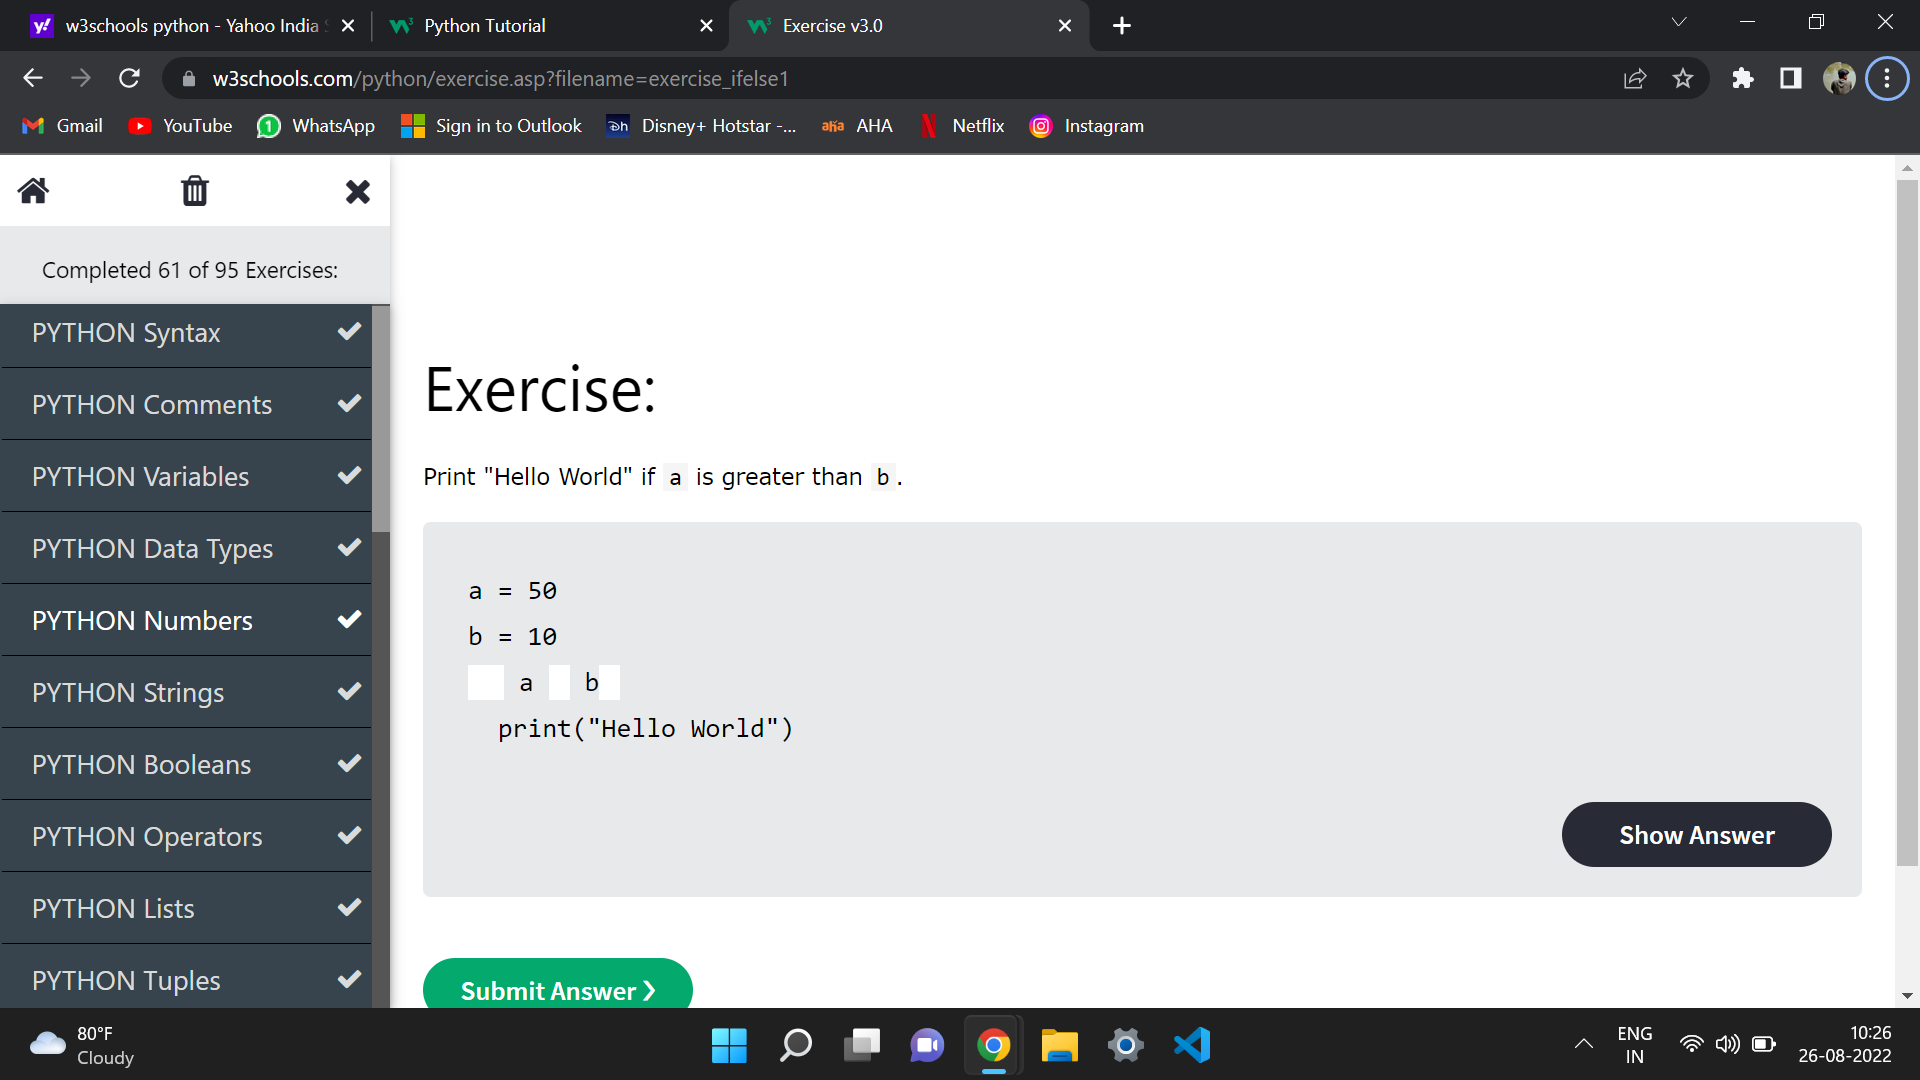 w3schools python - Yahoo India
Python Tutorial
Exercise v3.0
w3schools.com/python/exercise.asp?filename=exercise_ifelse1
Gmail
YouTube
1
WhatsApp
Sign in to Outlook
Disney+ Hotstar -...
aha
AHA
Netflix
Instagram
Completed 61 of 95 Exercises:
PYTHON Syntax
PYTHON Comments
PYTHON Variables
PYTHON Data Types
PYTHON Numbers
PYTHON Strings
PYTHON Booleans
PYTHON Operators
PYTHON Lists
PYTHON Tuples
Exercise:
Print "Hello World" if a is greater than b.
a = 50
b = 10
a b
print("Hello World")
Show Answer
Submit Answer ❯
80°F
Cloudy
ENG
IN
10:26
26-08-2022